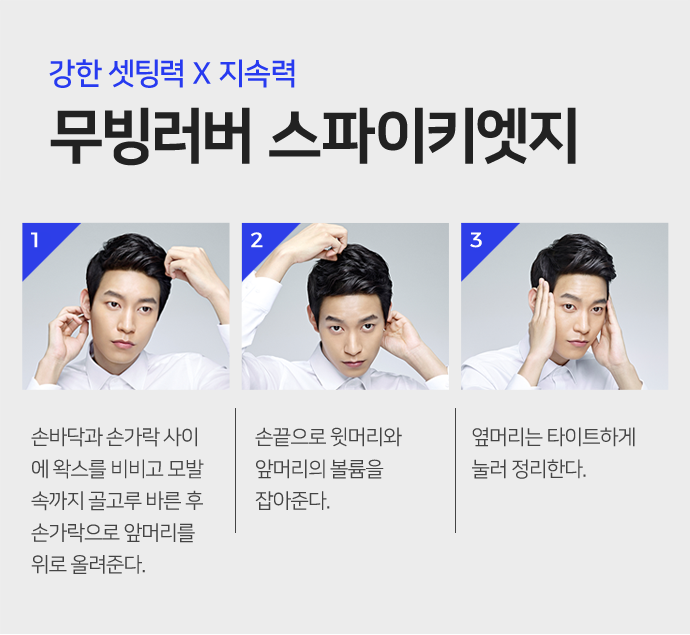 강한 셋팅력 X 지속력
무빙러버 스파이키엣지
1
2
3
손바닥과 손가락 사이
에 왁스를 비비고 모발
속까지 골고루 바른 후
손가락으로 앞머리를
위로 올려준다.
손끝으로 윗머리와
앞머리의 볼륨을
잡아준다.
옆머리는 타이트하게
눌러 정리한다.